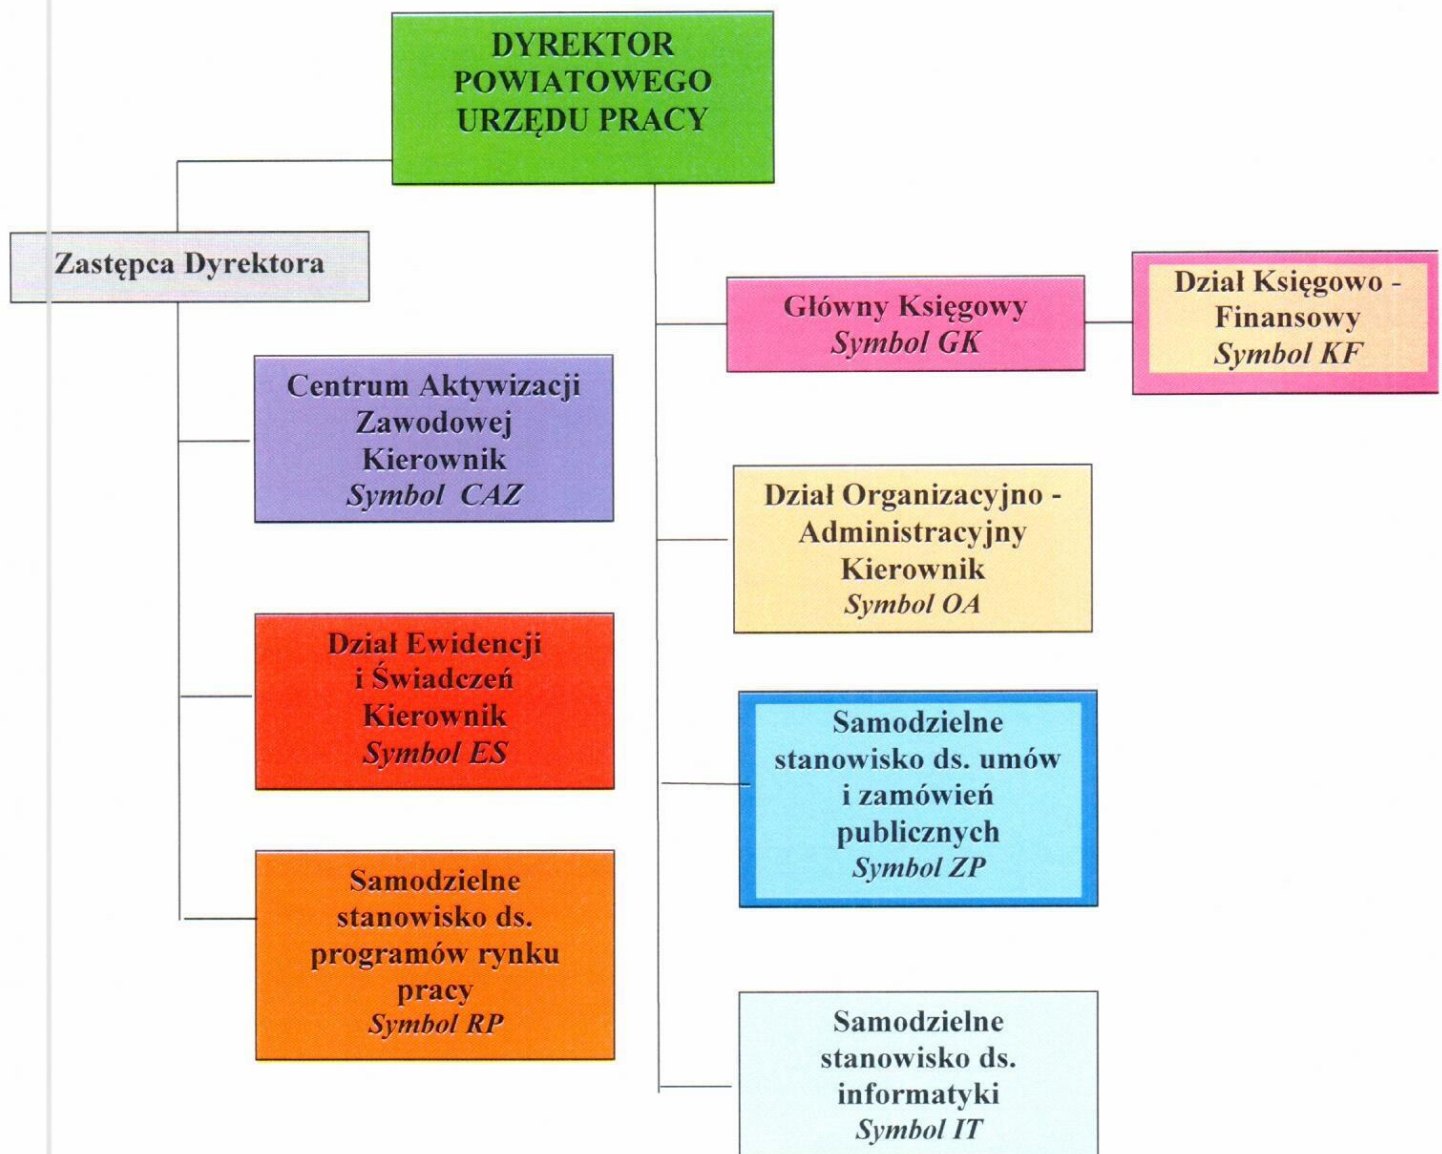 DYREKTOR
POWIATOWEGO
URZĘDU PRACY
Zastępca Dyrektora
Centrum Aktywizacji
Zawodowej
Kierownik
Symbol CAZ
Dział Ewidencji
i Świadczeń
Kierownik
Symbol ES
Samodzielne
stanowisko ds.
programów rynku
pracy
Symbol RP
Główny Księgowy
Symbol GK
Dział Księgowo -
Finansowy
Symbol KF
Dział Organizacyjno -
Administracyjny
Kierownik
Symbol OA
Samodzielne
stanowisko ds. umów
i zamówień
publicznych
Symbol ZP
Samodzielne
stanowisko ds.
informatyki
Symbol IT